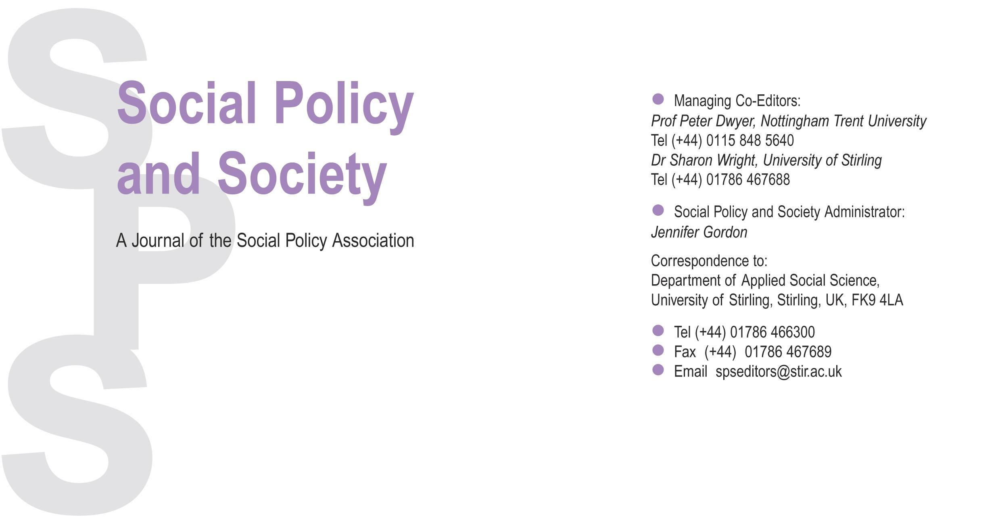 S
P
S
Social Policy
and Society
A Journal of the Social Policy Association
Managing Co-Editors:
Prof Peter Dwyer, Nottingham Trent University
Tel (+44) 0115 848 5640
Dr Sharon Wright, University of Stirling
Tel (+44) 01786 467688
Social Policy and Society Administrator:
Jennifer Gordon
Correspondence to:
Department of Applied Social Science,
University of Stirling, Stirling, UK, FK9 4LA
Tel (+44) 01786 466300
Fax (+44) 01786 467689
Email spseditors@stir.ac.uk